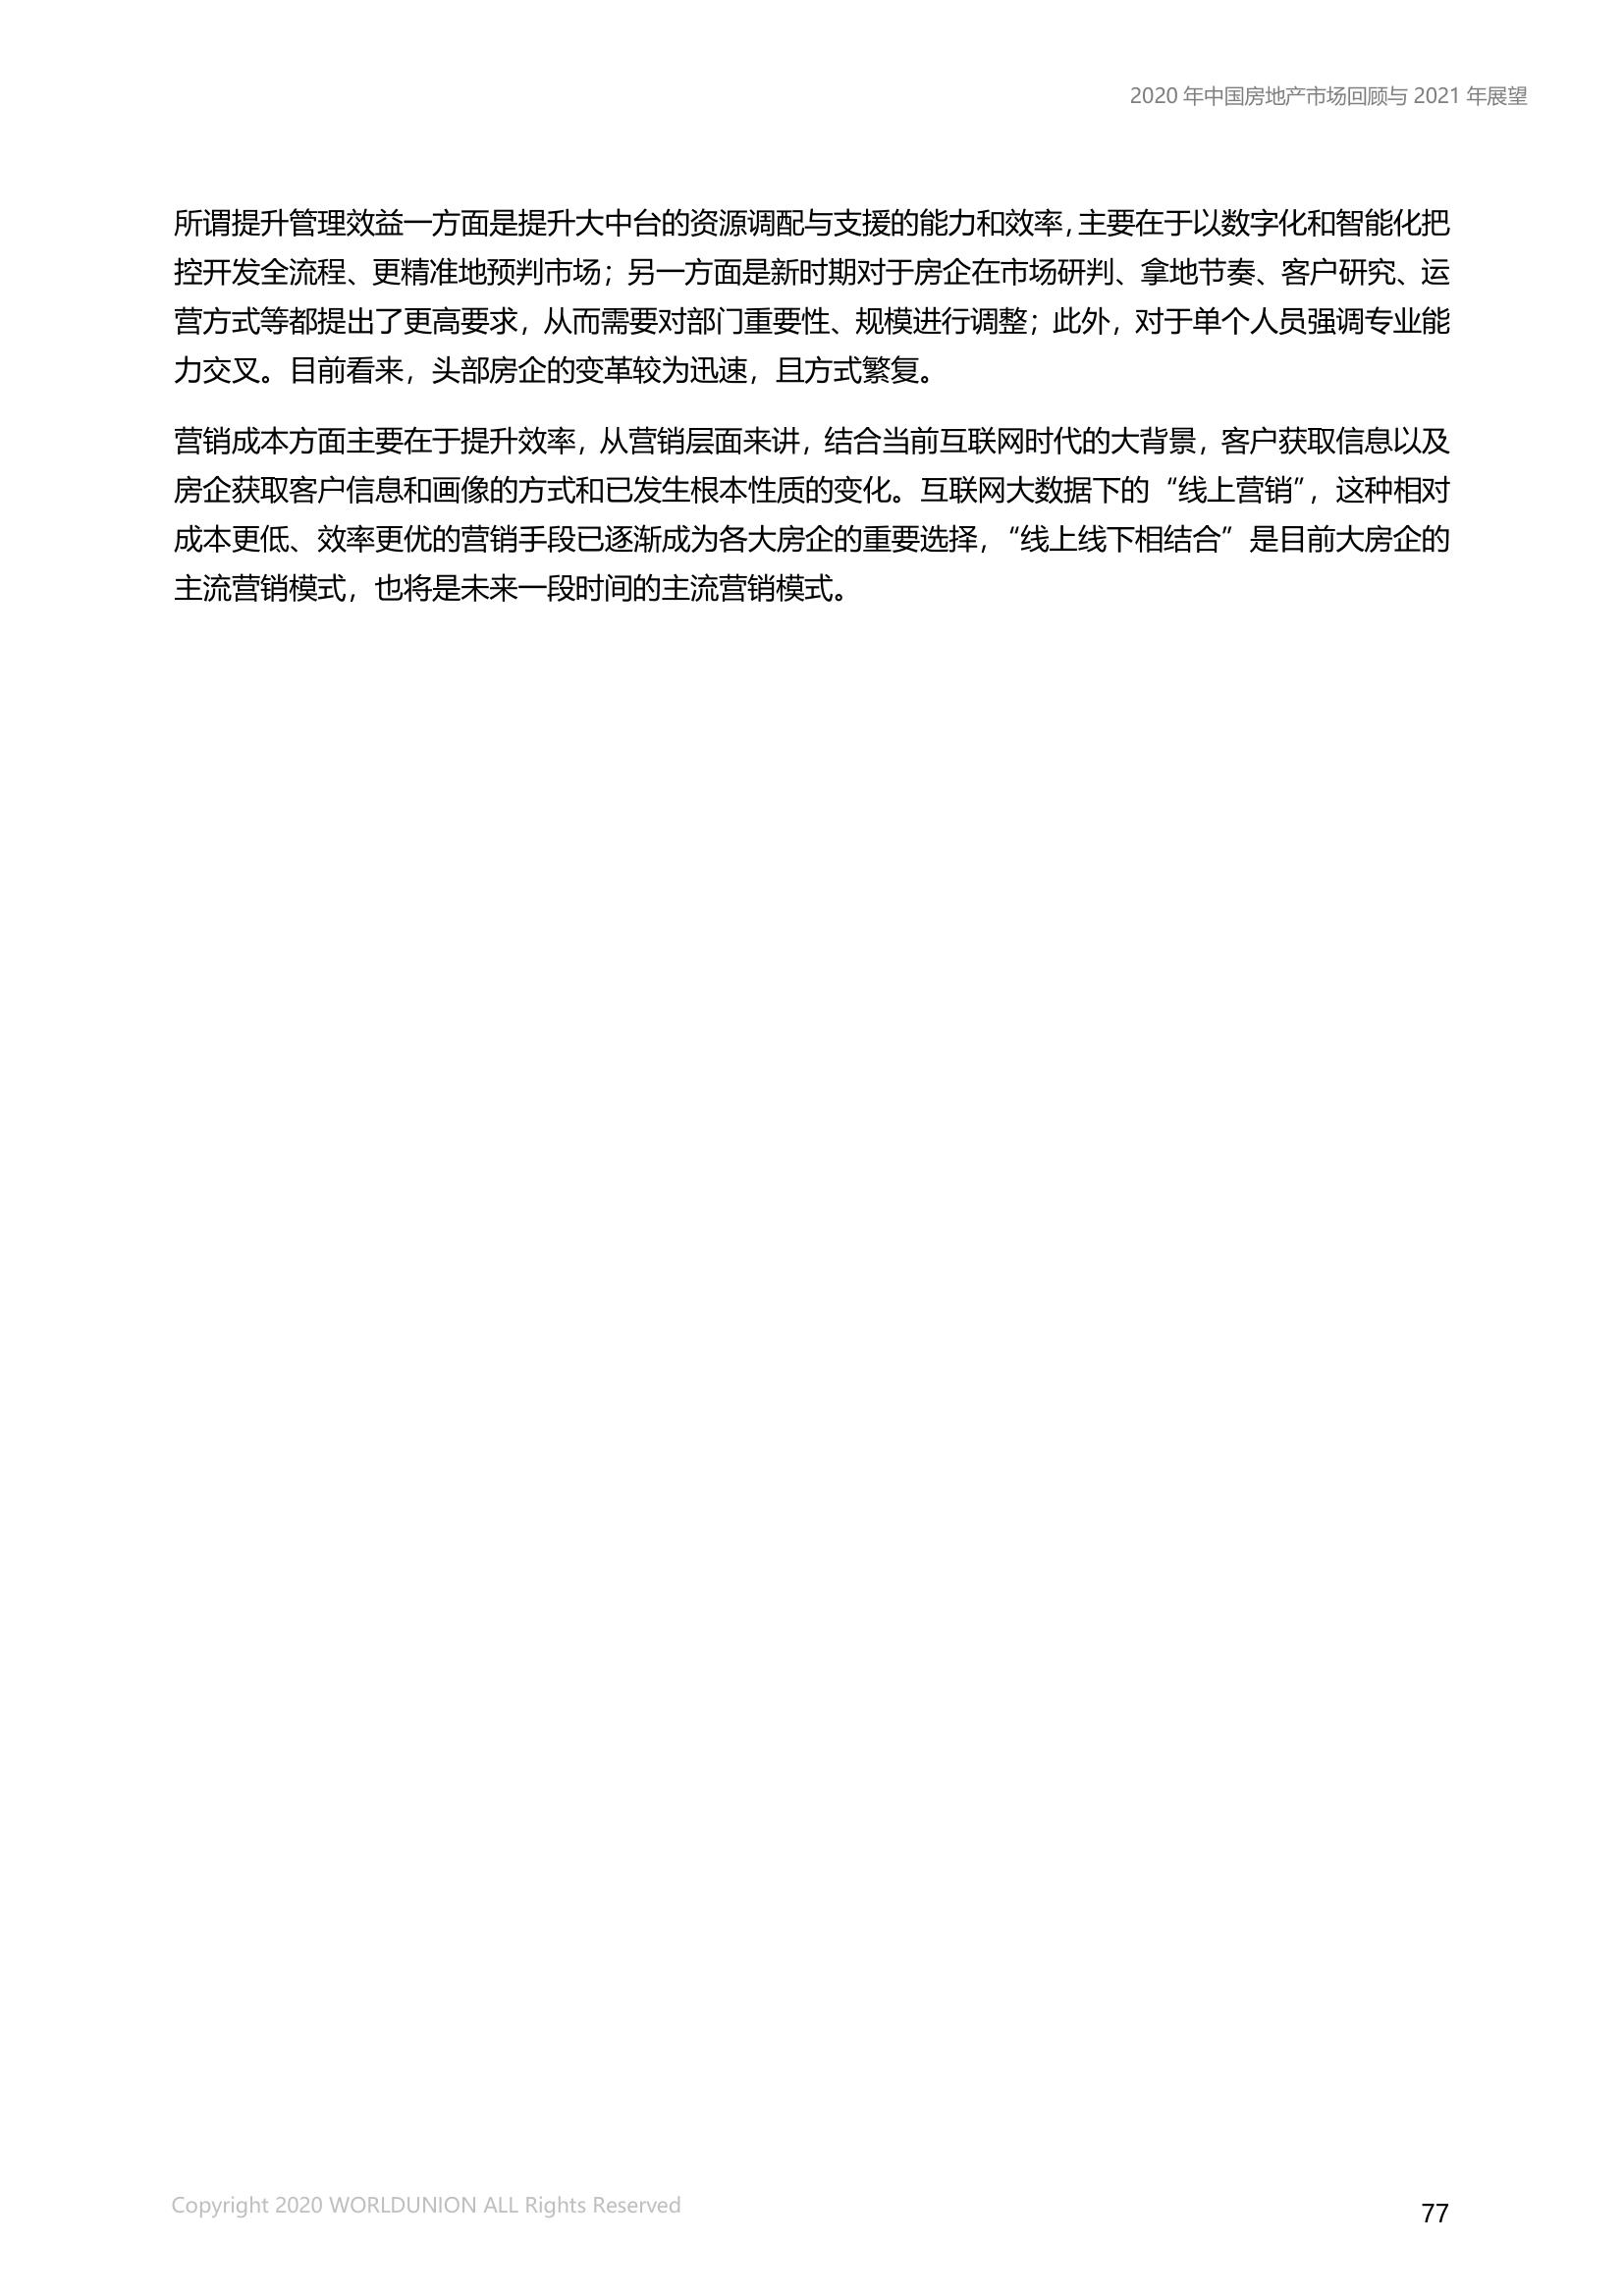 2020 年中国房地产市场回顾与 2021 年展望
所谓提升管理效益一方面是提升大中台的资源调配与支援的能力和效率，主要在于以数字化和智能化把
控开发全流程、更精准地预判市场；另一方面是新时期对于房企在市场研判、拿地节奏、客户研究、运
营方式等都提出了更高要求，从而需要对部门重要性、规模进行调整；此外，对于单个人员强调专业能
力交叉。目前看来，头部房企的变革较为迅速，且方式繁复。
营销成本方面主要在于提升效率，从营销层面来讲，结合当前互联网时代的大背景，客户获取信息以及
房企获取客户信息和画像的方式和已发生根本性质的变化。互联网大数据下的“线上营销”，这种相对
成本更低、效率更优的营销手段已逐渐成为各大房企的重要选择，“线上线下相结合”是目前大房企的
主流营销模式，也将是未来一段时间的主流营销模式。
Copyright 2020 WORLDUNION ALL Rights Reserved
77